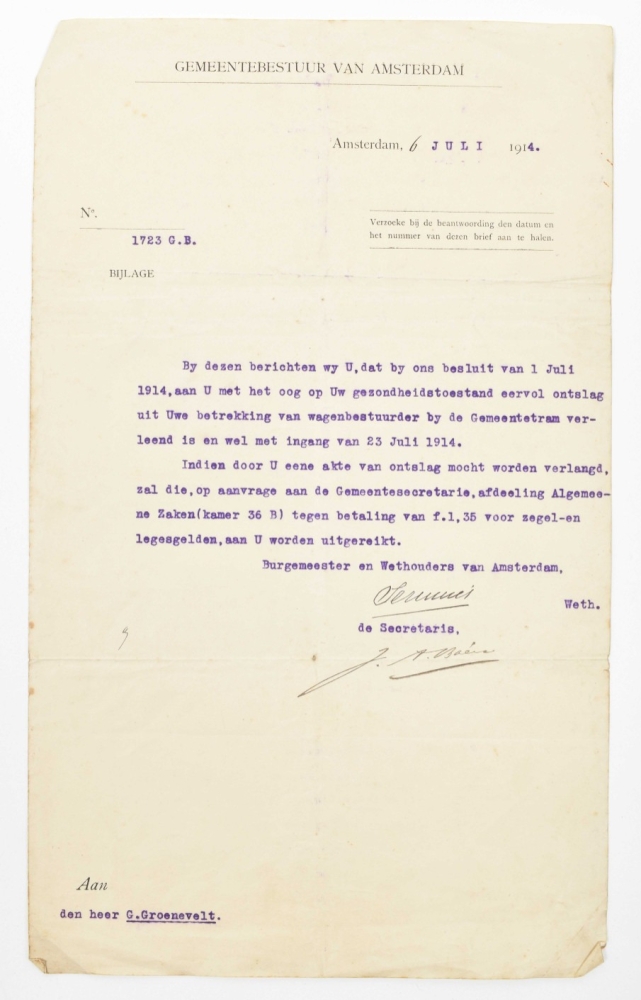 GEMEENTEBESTUUR VAN AMSTERDAM
Amsterdam, 6 JULI 1914.
No.
1723 G.B.
Verzoeke bij de beantwoording den datum en
het nummer van deren brief aan te halen.
BIJLAGE
By dezen berichten wy U,dat by ons besluit van 1 Juli
1914,aan U met het oog op Uw gezondheidstoestand eervol ontslag
uit Uwe betrekking van wagenbestuurder by de Gemeentetram ver-
leend is en wel met ingang van 23 Juli 1914.
Indien door U eene akte van ontslag mocht worden verlangd,
zal die,op aanvrage aan de Gemeentesecretarie,afdeeling Algemee-
ne Zaken(kamer 36 B) tegen betaling van f.1,35 voor zegel-en
legesgelden,aan U worden uitgereikt.
Burgemeester en Wethouders van Amsterdam,
Weth.
de Secretaris,
J. A.
Aan
den heer G.Groenevelt.